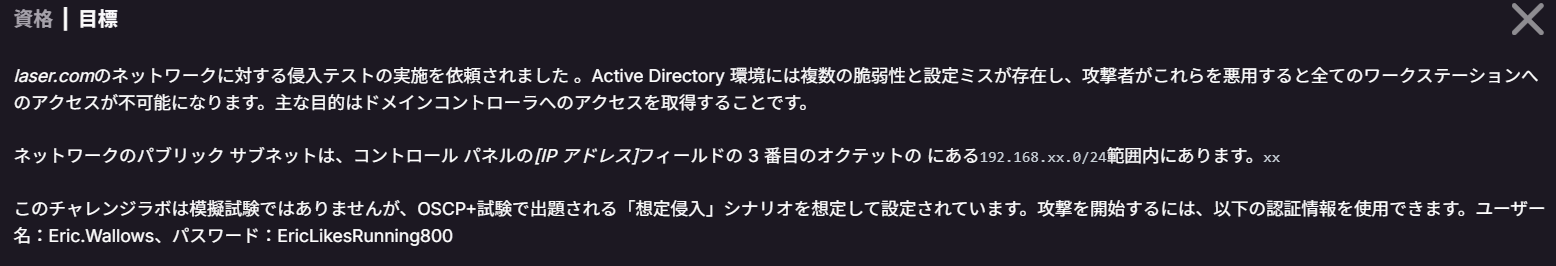 資格 | 目標
laser.comのネットワークに対する侵入テストの実施を依頼されました 。Active Directory 環境には複数の脆弱性と設定ミスが存在し、攻撃者がこれらを悪用すると全てのワークステーションへ
のアクセスが不可能になります。主な目的はドメインコントローラへのアクセスを取得することです。
ネットワークのパブリック サブネットは、コントロール パネルの[IP アドレス]フィールドの 3 番目のオクテットの にある192.168.xx.0/24範囲内にあります。xx
このチャレンジラボは模擬試験ではありませんが、OSCP+試験で出題される「想定侵入」シナリオを想定して設定されています。攻撃を開始するには、以下の認証情報を使用できます。ユーザー
名：Eric.Wallows、パスワード：EricLikesRunning800